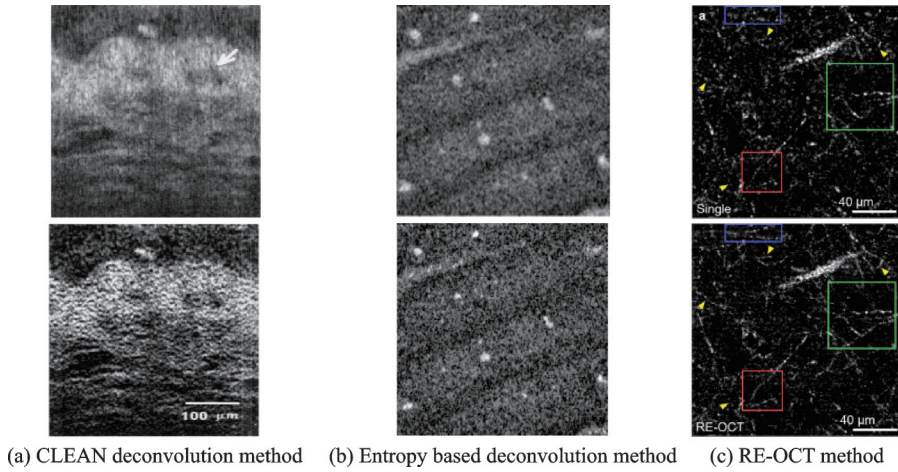 a
Single
40 μm
100 μm
RE-OCT
40 μm
(a) CLEAN deconvolution method
(b) Entropy based deconvolution method
(c) RE-OCT method